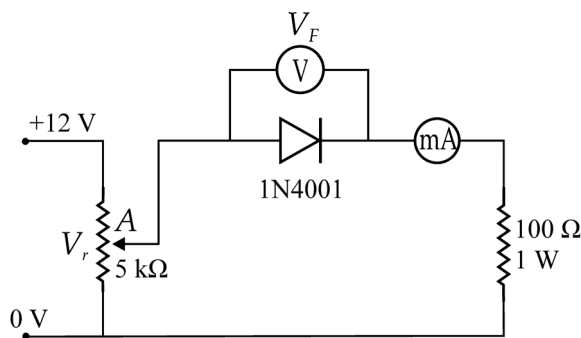 V_F
V
+12 V
mA
1N4001
A
V_r
5 kΩ
100 Ω
1 W
0 V